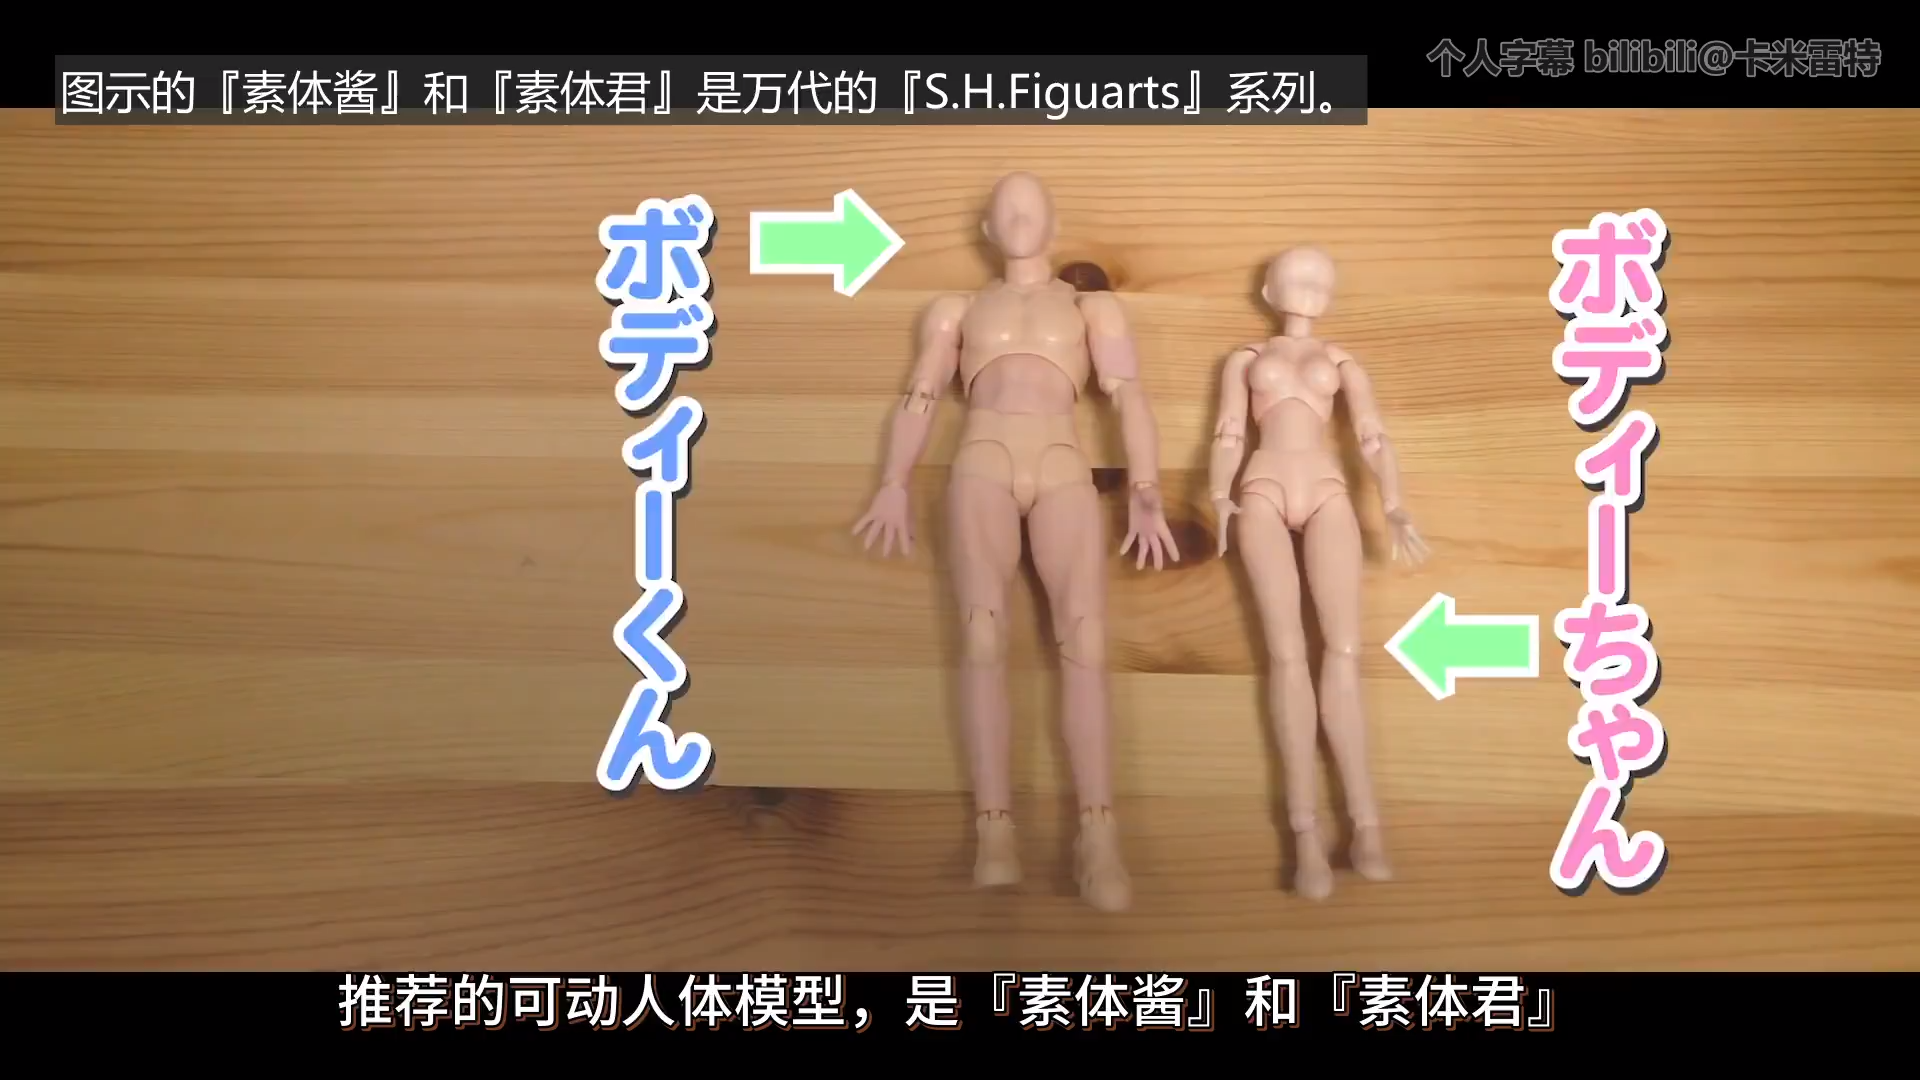 个人字幕 bilibili@卡米雷特
图示的『素体酱』和『素体君』是万代的『S.H.Figuarts』系列。
ボディーくん
ボディーちゃん
推荐的可动人体模型，是『素体酱』和『素体君』